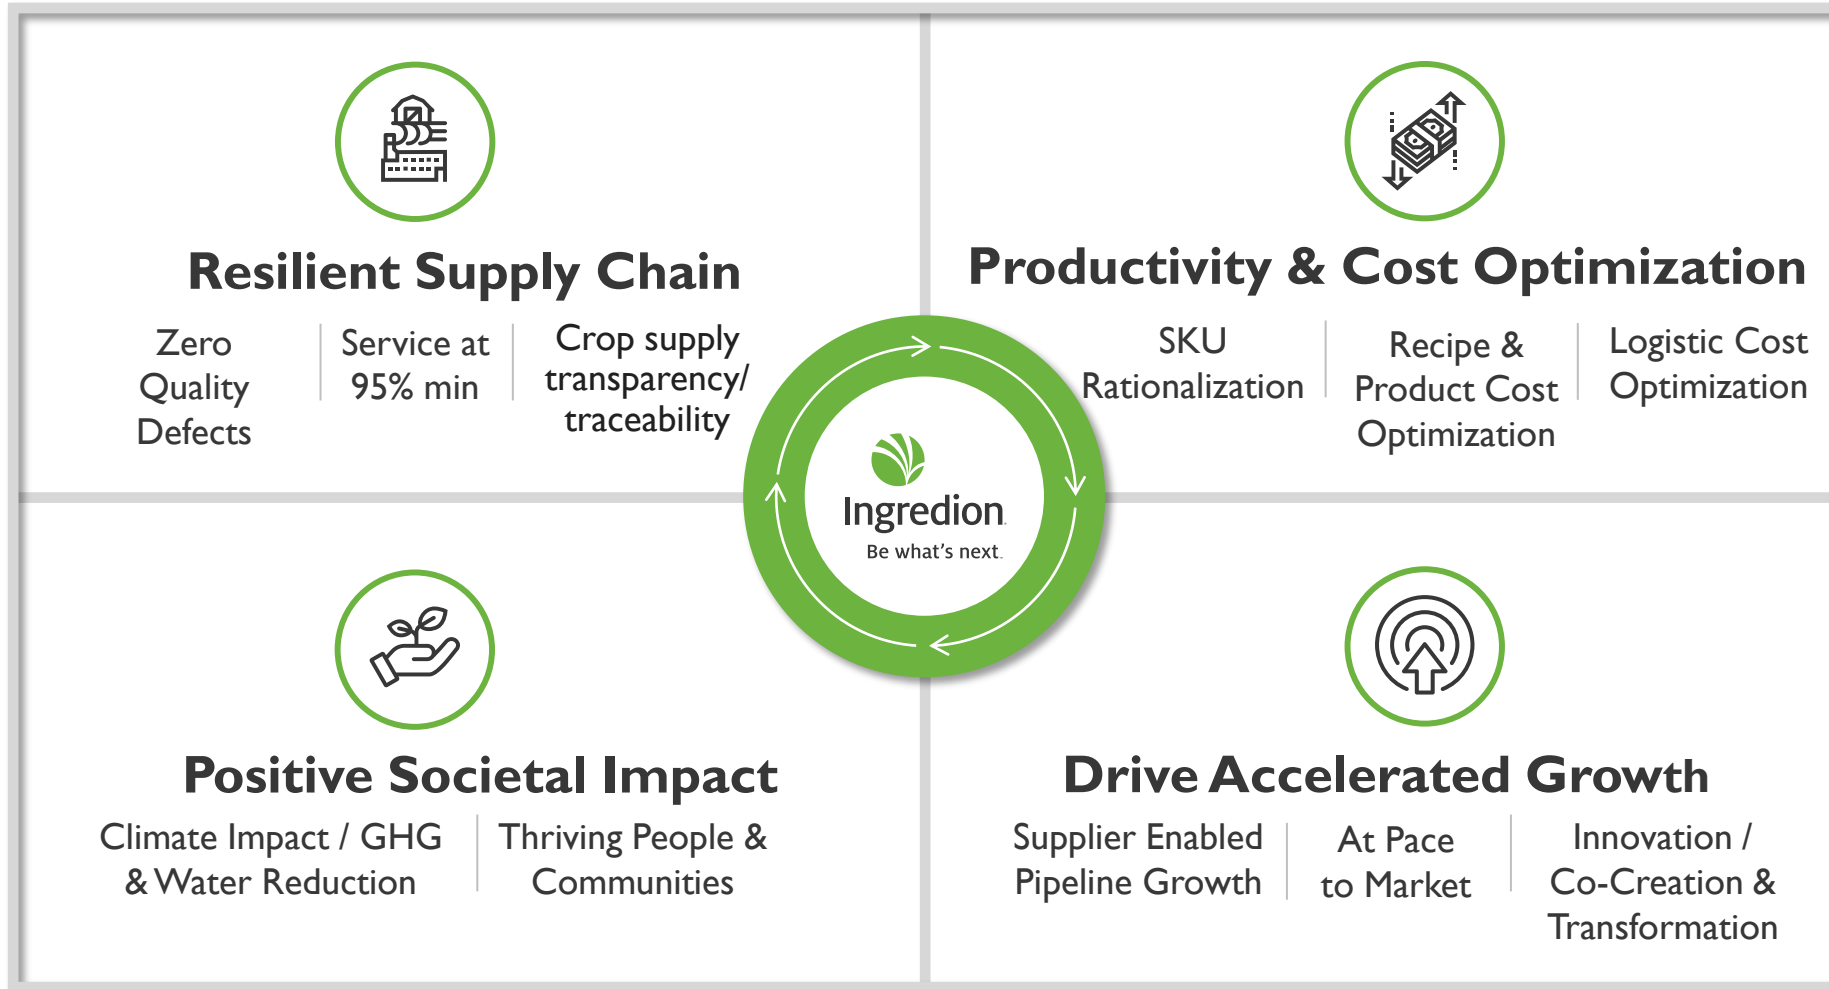 Resilient Supply Chain
Zero
Quality
Defects
Service at
95% min
Crop supply
transparency/
traceability
Productivity & Cost Optimization
SKU
Rationalization
Recipe &
Product Cost
Optimization
Logistic Cost
Optimization
Ingredion
Be what's next.
Positive Societal Impact
Climate Impact / GHG
& Water Reduction
Thriving People &
Communities
Drive Accelerated Growth
Supplier Enabled
Pipeline Growth
At Pace
to Market
Innovation /
Co-Creation &
Transformation